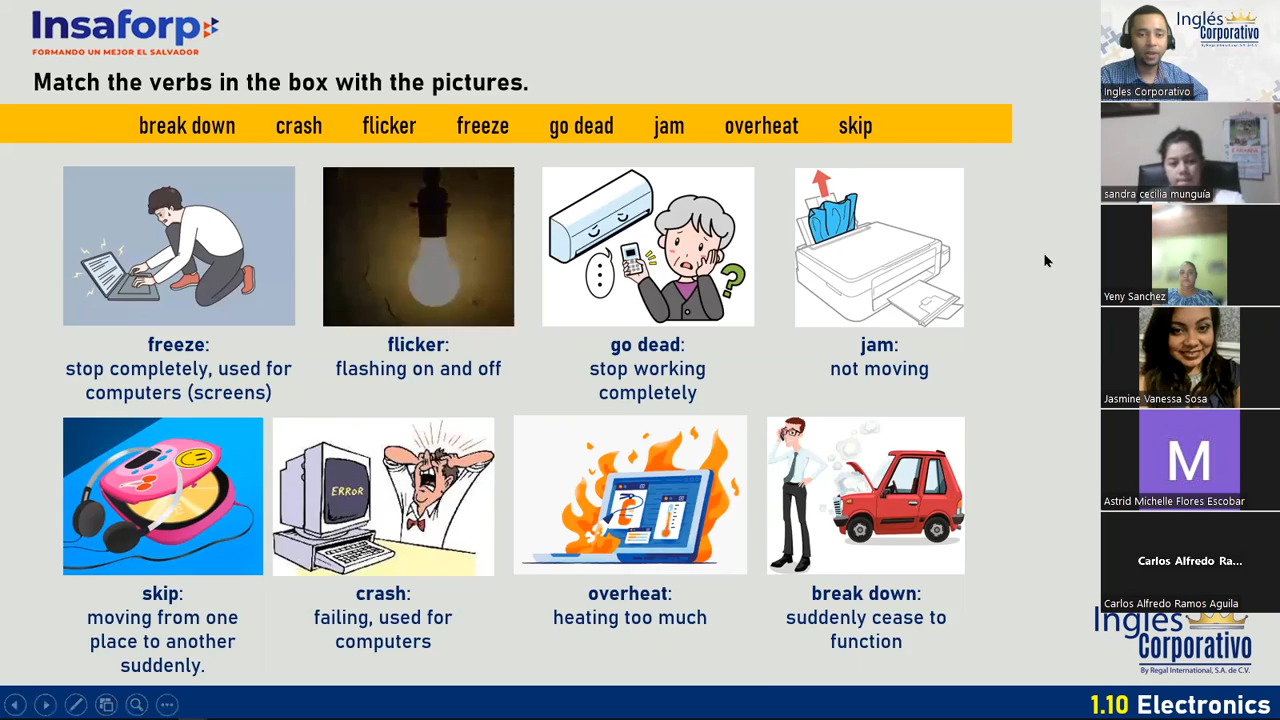 Insaforp
FORMANDO UN MEJOR EL SALVADOR
Match the verbs in the box with the pictures.
break down crash flicker freeze go dead jam overheat skip
freeze:
stop completely, used for
computers (screens)
flicker:
flashing on and off
go dead:
stop working
completely
jam:
not moving
ERROR
skip:
moving from one
place to another
suddenly.
crash:
failing, used for
computers
overheat:
heating too much
break down:
suddenly cease to
function
Inglés
Corporativo
Ingles Corporativo
sandra cecilia munguía
Yeny Sanchez
Jasmine Vanessa Sosa
M
Astrid Michelle Flores Escobar
Carlos Alfredo Ra...
Carlos Alfredo Ramos Aguila
Inglés
Corporativo
By Regal International, S.A. de C.V.
1.10 Electronics